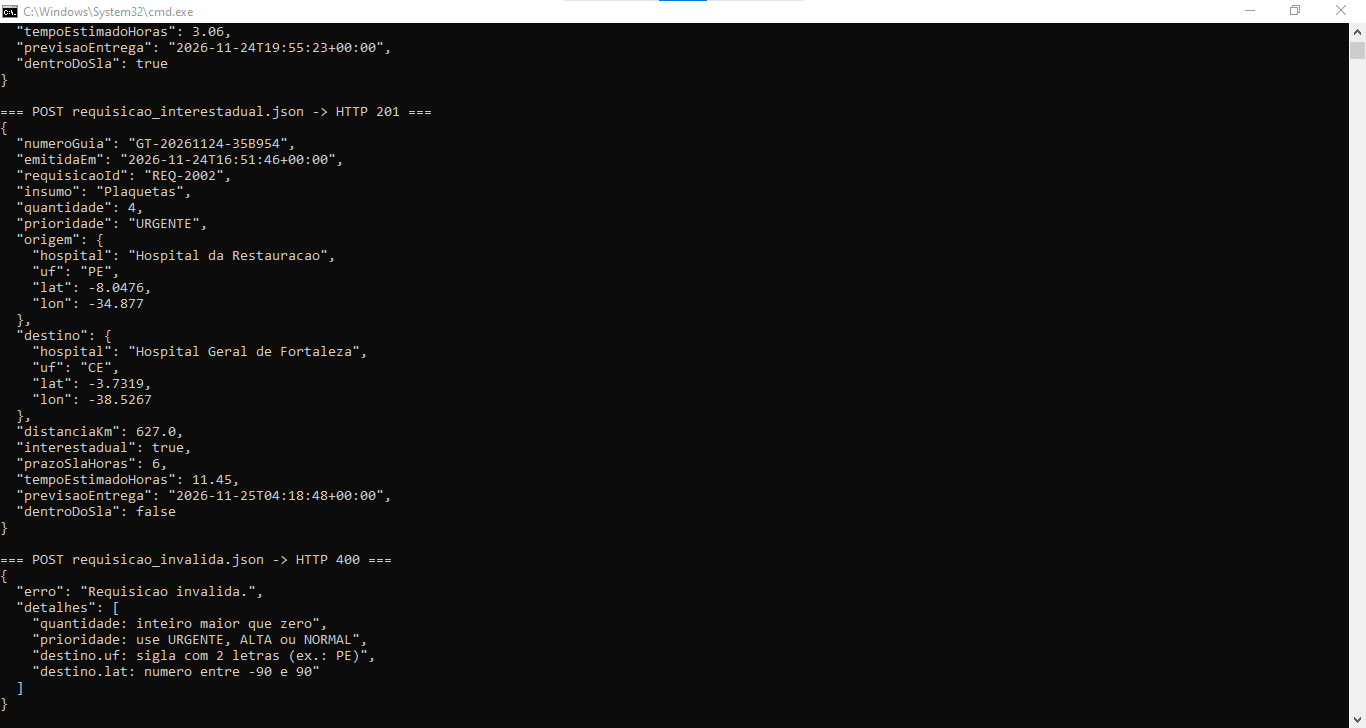 C:\Windows\System32\cmd.exe
  "tempoEstimadoHoras": 3.06,
  "previsaoEntrega": "2026-11-24T19:55:23+00:00",
  "dentroDoSla": true
}

=== POST requisicao_interestadual.json -> HTTP 201 ===
{
  "numeroGuia": "GT-20261124-35B954",
  "emitidaEm": "2026-11-24T16:51:46+00:00",
  "requisicaoId": "REQ-2002",
  "insumo": "Plaquetas",
  "quantidade": 4,
  "prioridade": "URGENTE",
  "origem": {
    "hospital": "Hospital da Restauracao",
    "uf": "PE",
    "lat": -8.0476,
    "lon": -34.877
  },
  "destino": {
    "hospital": "Hospital Geral de Fortaleza",
    "uf": "CE",
    "lat": -3.7319,
    "lon": -38.5267
  },
  "distanciaKm": 627.0,
  "interestadual": true,
  "prazoSlaHoras": 6,
  "tempoEstimadoHoras": 11.45,
  "previsaoEntrega": "2026-11-25T04:18:48+00:00",
  "dentroDoSla": false
}

=== POST requisicao_invalida.json -> HTTP 400 ===
{
  "erro": "Requisicao invalida.",
  "detalhes": [
    "quantidade: inteiro maior que zero",
    "prioridade: use URGENTE, ALTA ou NORMAL",
    "destino.uf: sigla com 2 letras (ex.: PE)",
    "destino.lat: numero entre -90 e 90"
  ]
}